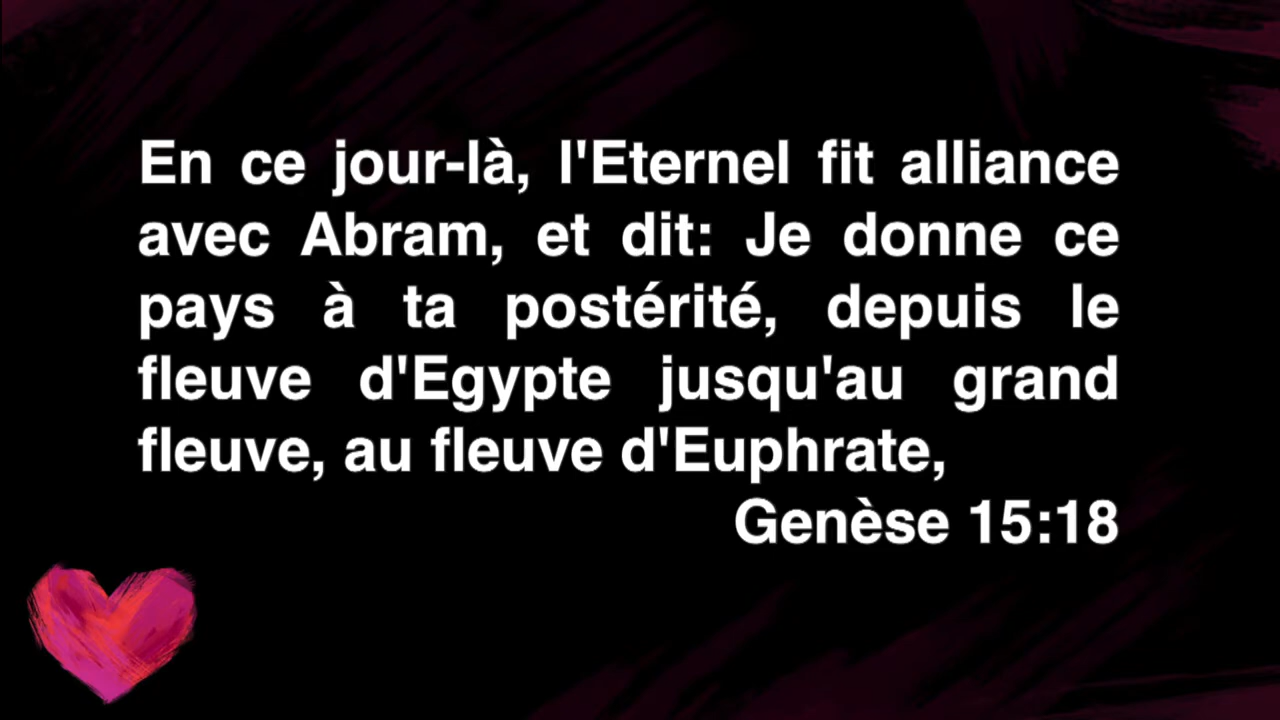 En ce jour-là, l'Eternel fit alliance
avec Abram, et dit: Je donne ce
pays à ta postérité, depuis le
fleuve d'Egypte jusqu'au grand
fleuve, au fleuve d'Euphrate,
Genèse 15:18